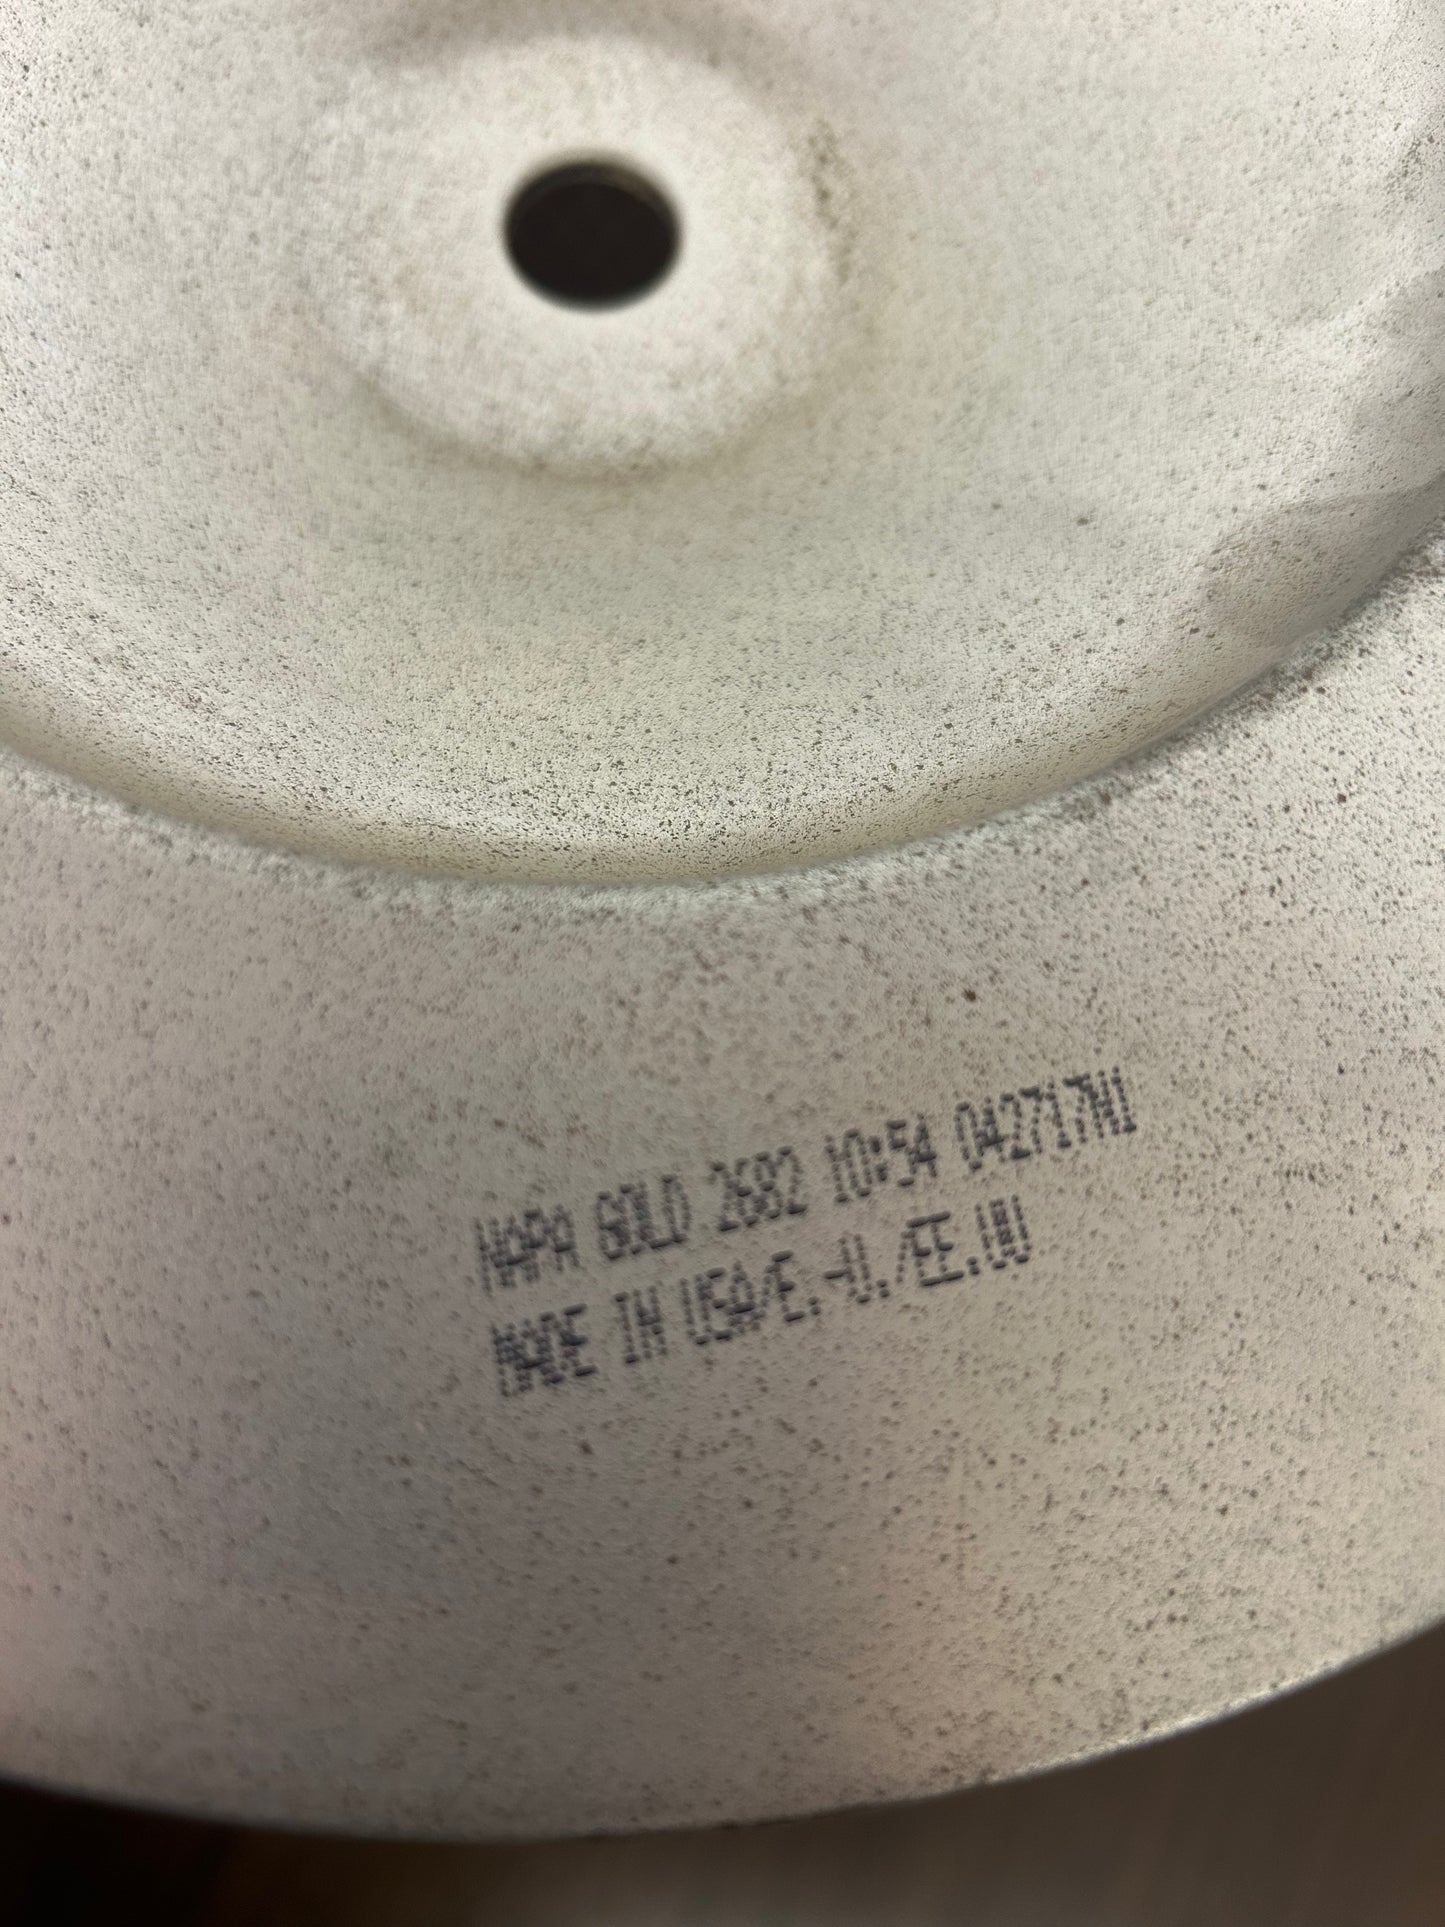 NAPA GOLD 2682 10:54 042717N1
MADE IN USA/E.-U./EE.UU